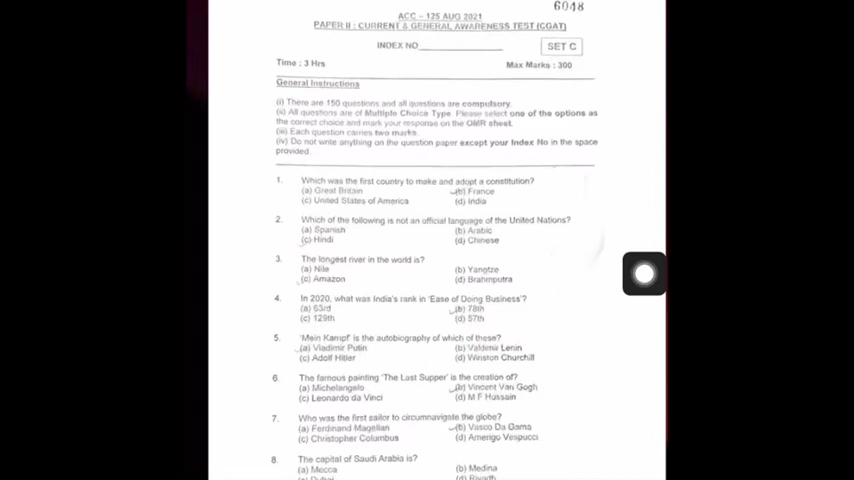 6048
ACC – 125 AUG 2021
PAPER II : CURRENT & GENERAL AWARENESS TEST (CGAT)
INDEX NO____________
SET C
Time : 3 Hrs
Max Marks : 300
General Instructions
(i) There are 150 questions and all questions are compulsory.
(ii) All questions are of Multiple Choice Type. Please select one of the options as
the correct choice and mark your response on the OMR sheet.
(iii) Each question carries two marks.
(iv) Do not write anything on the question paper except your Index No in the space
provided.
1. Which was the first country to make and adopt a constitution?
(a) Great Britain (b) France
(c) United States of America (d) India
2. Which of the following is not an official language of the United Nations?
(a) Spanish (b) Arabic
(c) Hindi (d) Chinese
3. The longest river in the world is?
(a) Nile (b) Yangtze
(c) Amazon (d) Brahmputra
4. In 2020, what was India's rank in 'Ease of Doing Business'?
(a) 63rd (b) 78th
(c) 129th (d) 57th
5. 'Mein Kampf' is the autobiography of which of these?
(a) Vladimir Putin (b) Valdimir Lenin
(c) Adolf Hitler (d) Winston Churchill
6. The famous painting 'The Last Supper' is the creation of?
(a) Michelangelo (b) Vincent Van Gogh
(c) Leonardo da Vinci (d) M F Hussain
7. Who was the first sailor to circumnavigate the globe?
(a) Ferdinand Magellan (b) Vasco Da Gama
(c) Christopher Columbus (d) Amerigo Vespucci
8. The capital of Saudi Arabia is?
(a) Mecca (b) Medina
(c) Dubai (d) Riyadh